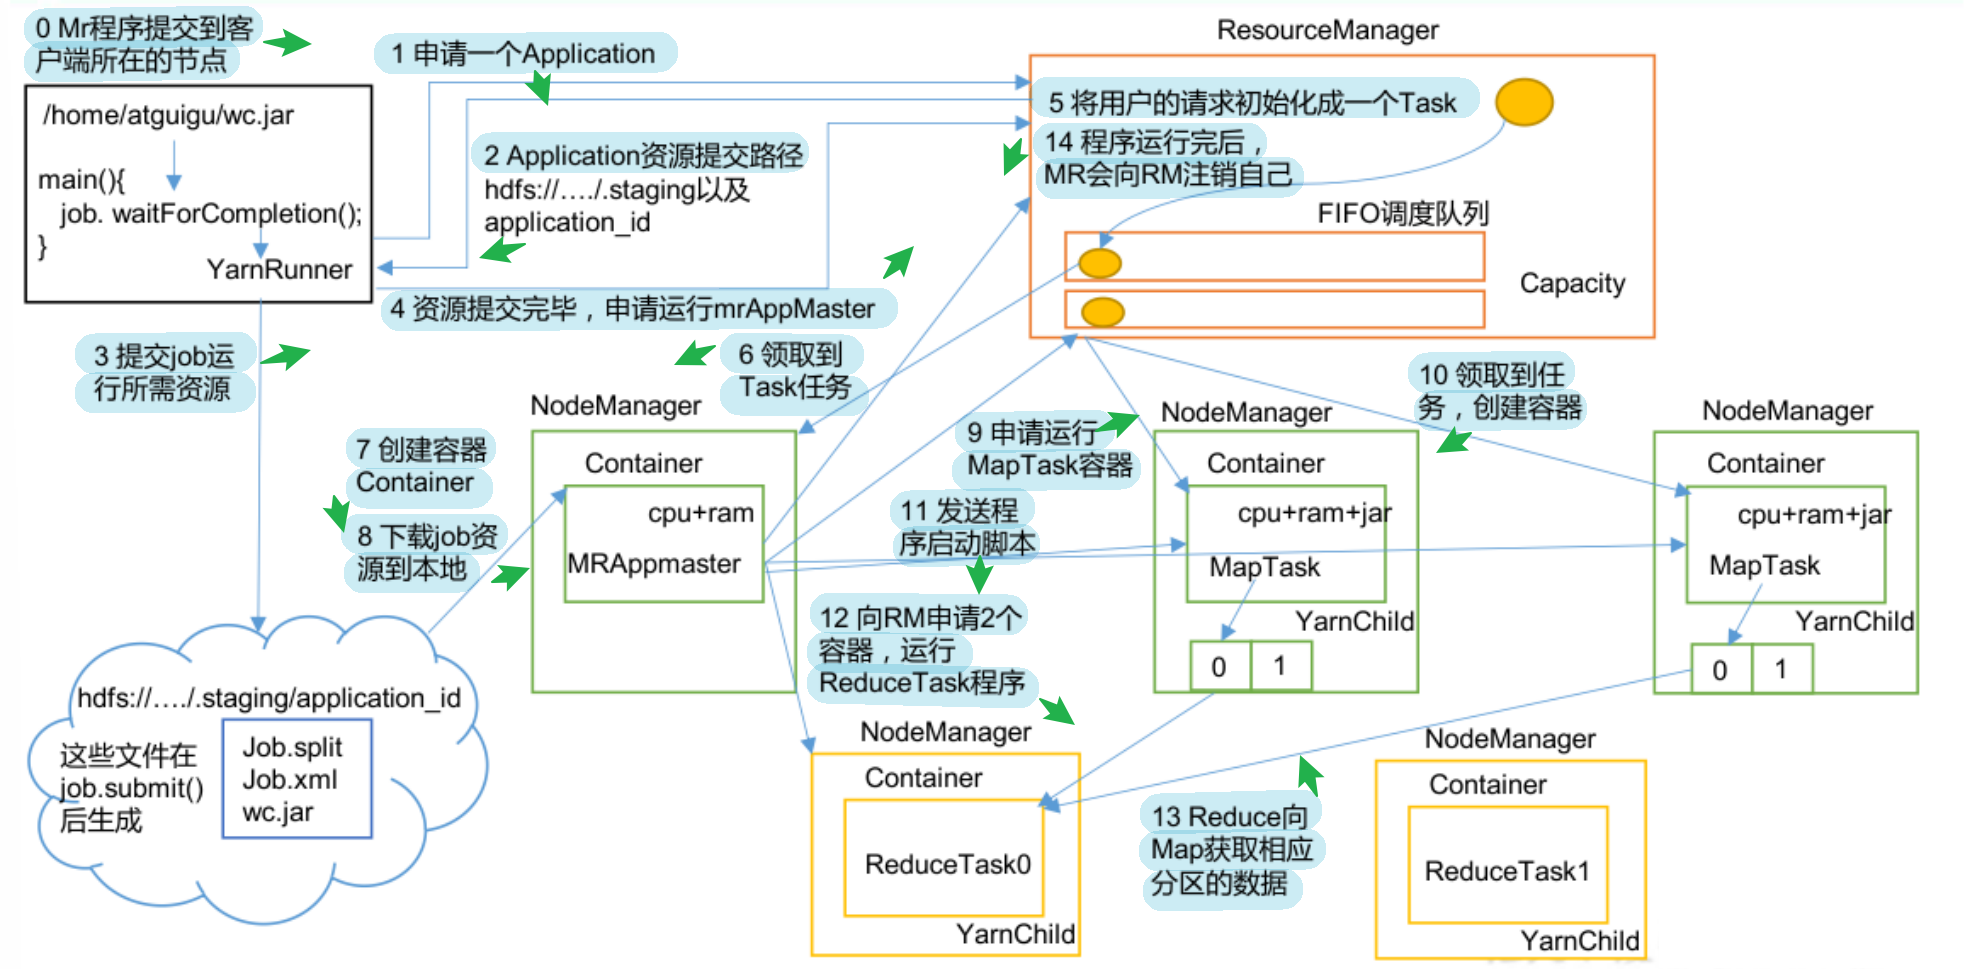 0 Mr程序提交到客
户端所在的节点
/home/atguigu/wc.jar
main(){
job. waitForCompletion();
}
YarnRunner
1 申请一个Application
2 Application资源提交路径
hdfs://…./.staging以及
application_id
4 资源提交完毕，申请运行mrAppMaster
3 提交job运
行所需资源
ResourceManager
5 将用户的请求初始化成一个Task
14 程序运行完后，
MR会向RM注销自己
FIFO调度队列
Capacity
6 领取到
Task任务
7 创建容器
Container
8 下载job资
源到本地
NodeManager
Container
cpu+ram
MRAppmaster
9 申请运行
MapTask容器
11 发送程
序启动脚本
12 向RM申请2个
容器，运行
ReduceTask程序
NodeManager
Container
cpu+ram+jar
MapTask
YarnChild
0
1
10 领取到任
务，创建容器
NodeManager
Container
cpu+ram+jar
MapTask
YarnChild
0
1
hdfs://…./.staging/application_id
这些文件在
job.submit()
后生成
Job.split
Job.xml
wc.jar
NodeManager
Container
ReduceTask0
YarnChild
13 Reduce向
Map获取相应
分区的数据
NodeManager
Container
ReduceTask1
YarnChild